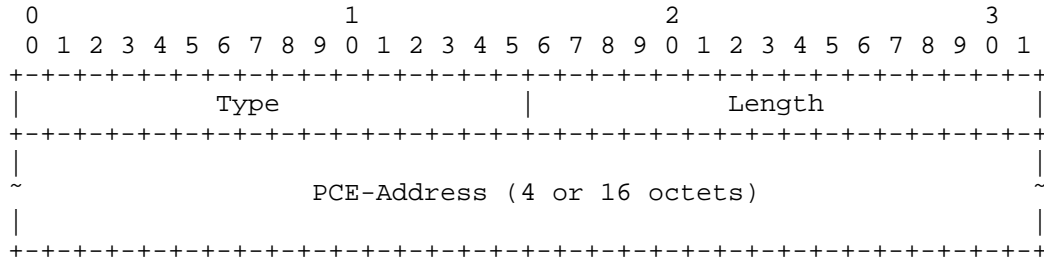 0                   1                   2                   3
 0 1 2 3 4 5 6 7 8 9 0 1 2 3 4 5 6 7 8 9 0 1 2 3 4 5 6 7 8 9 0 1
+-+-+-+-+-+-+-+-+-+-+-+-+-+-+-+-+-+-+-+-+-+-+-+-+-+-+-+-+-+-+-+-+
|            Type               |            Length             |
+-+-+-+-+-+-+-+-+-+-+-+-+-+-+-+-+-+-+-+-+-+-+-+-+-+-+-+-+-+-+-+-+
|                                                               |
~                  PCE-Address (4 or 16 octets)                 ~
|                                                               |
+-+-+-+-+-+-+-+-+-+-+-+-+-+-+-+-+-+-+-+-+-+-+-+-+-+-+-+-+-+-+-+-+